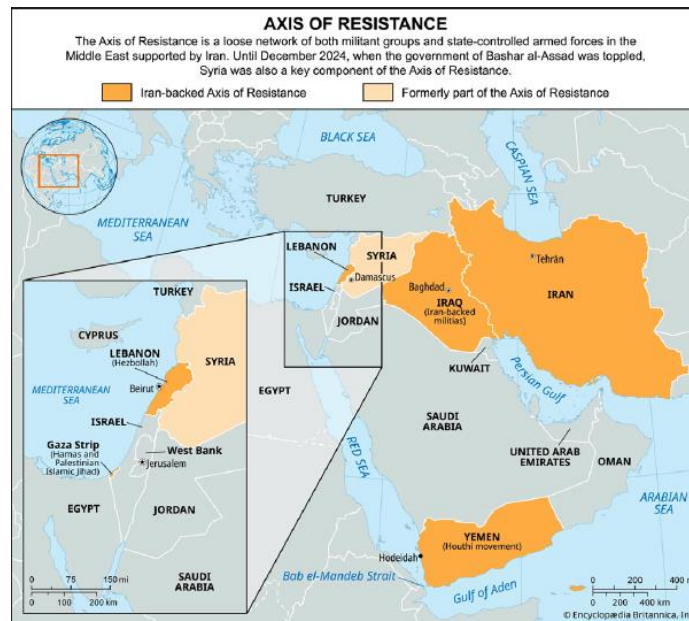 AXIS OF RESISTANCE
The Axis of Resistance is a loose network of both militant groups and state-controlled armed forces in the
Middle East supported by Iran. Until December 2024, when the government of Bashar al-Assad was toppled,
Syria was also a key component of the Axis of Resistance.
Iran-backed Axis of Resistance
Formerly part of the Axis of Resistance
BLACK SEA
CASPIAN SEA
MEDITERRANEAN
SEA
TURKEY
LEBANON
SYRIA
Damascus
ISRAEL
JORDAN
Baghdad
IRAQ
(Iran-backed
militias)
Tehrān
IRAN
KUWAIT
Persian Gulf
EGYPT
SAUDI
ARABIA
RED SEA
UNITED ARAB
EMIRATES
OMAN
ARABIAN
SEA
YEMEN
(Houthi movement)
Hodeidah
Bab el-Mandeb Strait
Gulf of Aden
0 200 400 mi
0 200 400 km
TURKEY
CYPRUS
LEBANON
(Hezbollah)
SYRIA
Beirut
MEDITERRANEAN
SEA
ISRAEL
Gaza Strip
(Hamas and
Palestinian
Islamic Jihad)
West Bank
Jerusalem
EGYPT
JORDAN
SAUDI
ARABIA
0 75 150 mi
0 100 200 km
© Encyclopædia Britannica, In